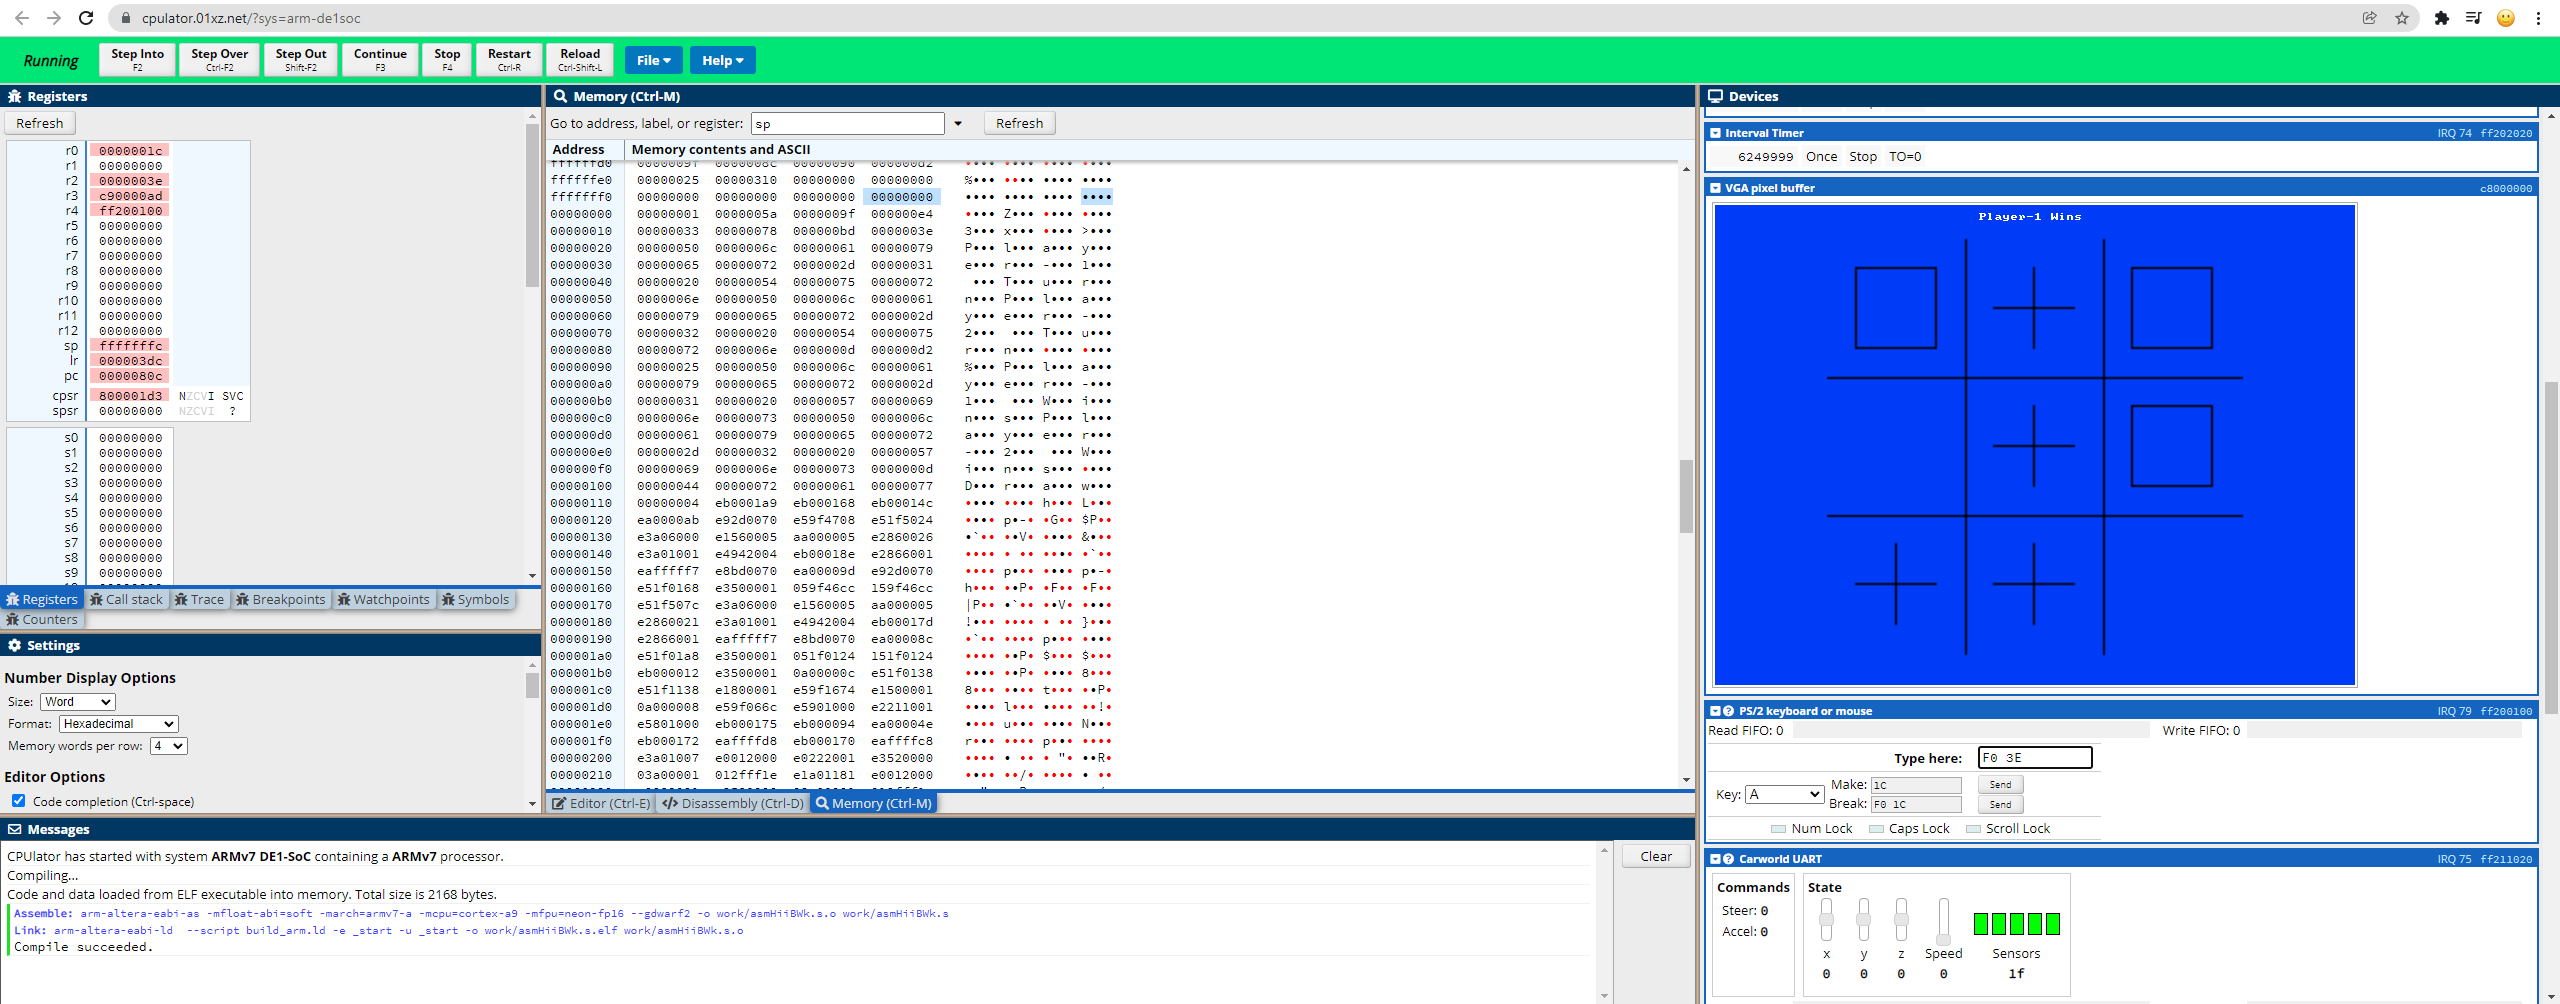 cpulator.01xz.net/?sys=arm-de1soc
Running
Step Into F2 Step Over Ctrl-F2 Step Out Shift-F2 Continue F3 Stop F4 Restart Ctrl-R Reload Ctrl-Shift-L File Help
Registers
Refresh
r0 0000001c
r1 00000000
r2 0000003e
r3 c90000ad
r4 ff200100
r5 00000000
r6 00000000
r7 00000000
r8 00000000
r9 00000000
r10 00000000
r11 00000000
r12 00000000
sp fffffffc
lr 000003dc
pc 0000080c
cpsr 800001d3 NZCVI SVC
spsr 00000000 NZCVI ?
s0 00000000
s1 00000000
s2 00000000
s3 00000000
s4 00000000
s5 00000000
s6 00000000
s7 00000000
s8 00000000
s9 00000000
Registers Call stack Trace Breakpoints Watchpoints Symbols
Counters
Settings
Number Display Options
Size: Word
Format: Hexadecimal
Memory words per row: 4
Editor Options
Code completion (Ctrl-space)
Memory (Ctrl-M)
Go to address, label, or register: sp Refresh
Address Memory contents and ASCII
ffffffd0 0000009f 0000008c 00000090 000000d2
ffffffe0 00000025 00000310 00000000 00000000 %•••
fffffff0 00000000 00000000 00000000 00000000
00000000 00000001 0000005a 0000009f 000000e4
00000010 00000033 00000078 000000bd 0000003e
00000020 00000050 0000006c 00000061 00000079
00000030 00000065 00000072 0000002d 00000031
00000040 00000020 00000054 00000075 00000072
00000050 0000006e 00000050 0000006c 00000061
00000060 00000079 00000065 00000072 0000002d
00000070 00000032 00000020 00000054 00000075
00000080 00000072 0000006e 0000000d 000000d2
00000090 00000025 00000050 0000006c 00000061
000000a0 00000079 00000065 00000072 0000002d
000000b0 00000031 00000020 00000057 00000069
000000c0 0000006e 00000073 00000050 0000006c
000000d0 00000061 00000079 00000065 00000072
000000e0 0000002d 00000032 00000020 00000057
000000f0 00000069 0000006e 00000073 0000000d
00000100 00000044 00000072 00000061 00000077
00000110 00000004 eb0001a9 eb000168 eb00014c
00000120 ea0000ab e92d0070 e59f4708 e51f5024
00000130 e3a06000 e1560005 aa000005 e2860026
00000140 e3a01001 e4942004 eb00018e e2866001
00000150 eafffff7 e8bd0070 ea00009d e92d0070
00000160 e51f0168 e3500001 059f46cc 159f46cc
00000170 e51f507c e3a06000 e1560005 aa000005
00000180 e2860021 e3a01001 e4942004 eb00017d
00000190 e2866001 eafffff7 e8bd0070 ea00008c
000001a0 e51f01a8 e3500001 051f0124 151f0124
000001b0 eb000012 e3500001 0a00000c e51f0138
000001c0 e51f1138 e1800001 e59f1674 e1500001
000001d0 0a000008 e59f066c e5901000 e2211001
000001e0 e5801000 eb000175 eb000094 ea00004e
000001f0 eb000172 eaffffd8 eb000170 eaffffc8
00000200 e3a01007 e0012000 e0222001 e3520000
00000210 03a00001 012fff1e e1a01181 e0012000
Editor (Ctrl-E) Disassembly (Ctrl-D) Memory (Ctrl-M)
Messages
CPUlator has started with system ARMv7 DE1-SoC containing a ARMv7 processor.
Compiling...
Code and data loaded from ELF executable into memory. Total size is 2168 bytes.
Assemble: arm-altera-eabi-as -mfloat-abi=soft -march=armv7-a -mcpu=cortex-a9 -mfpu=neon-fp16 --gdwarf2 -o work/asmHiiBWk.s.o work/asmHiiBWk.s
Link: arm-altera-eabi-ld --script build_arm.ld -e _start -u _start -o work/asmHiiBWk.s.elf work/asmHiiBWk.s.o
Compile succeeded.
Clear
Devices
Interval Timer IRQ 74 ff202020
6249999 Once Stop TO=0
VGA pixel buffer c8000000
Player-1 Wins
PS/2 keyboard or mouse IRQ 79 ff200100
Read FIFO: 0 Write FIFO: 0
Type here: F0 3E
Key: A Make: 1C Send
Break: F0 1C Send
Num Lock Caps Lock Scroll Lock
Carworld UART IRQ 75 ff211020
Commands State
Steer: 0
Accel: 0
x y z Speed Sensors
0 0 0 0 1f